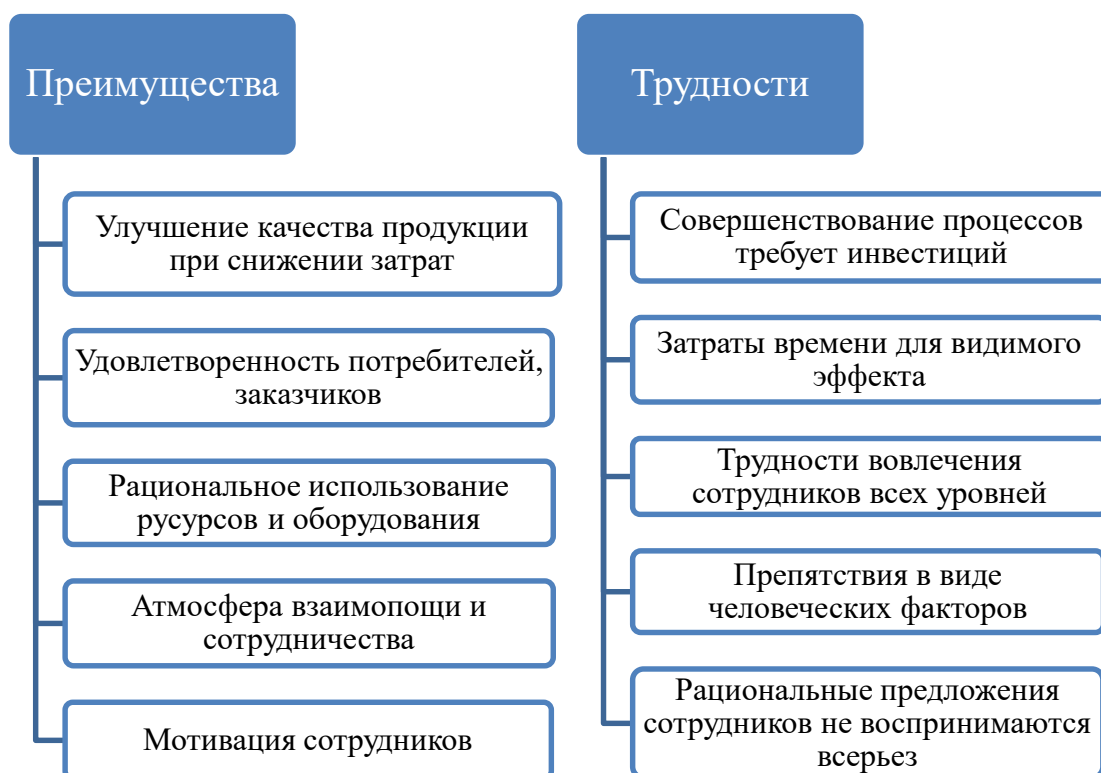 Преимущества
Улучшение качества продукции
при снижении затрат
Удовлетворенность потребителей,
заказчиков
Рациональное использование
русурсов и оборудования
Атмосфера взаимопощи и
сотрудничества
Мотивация сотрудников
Трудности
Совершенствование процессов
требует инвестиций
Затраты времени для видимого
эффекта
Трудности вовлечения
сотрудников всех уровней
Препятствия в виде
человеческих факторов
Рациональные предложения
сотрудников не воспринимаются
всерьез